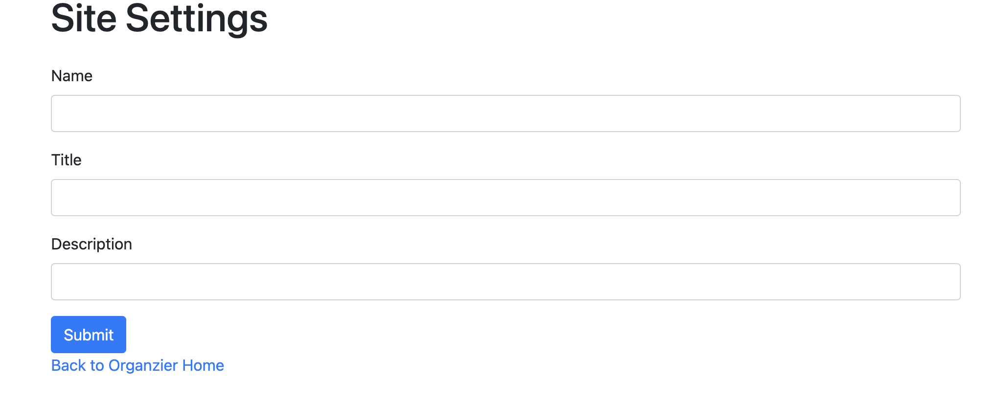 Site Settings
Name
Title
Description
Submit
Back to Organzier Home